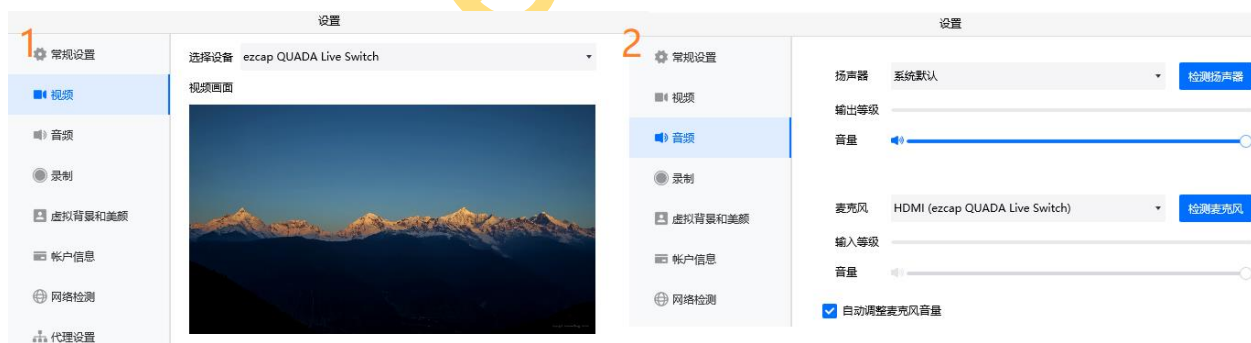 1
设置
常规设置
选择设备 ezcap QUADA Live Switch
视频
视频画面
音频
录制
虚拟背景和美颜
帐户信息
网络检测
代理设置
2
设置
常规设置
视频
音频
录制
虚拟背景和美颜
帐户信息
网络检测
扬声器 系统默认 检测扬声器
输出等级
音量
麦克风 HDMI (ezcap QUADA Live Switch) 检测麦克风
输入等级
音量
自动调整麦克风音量